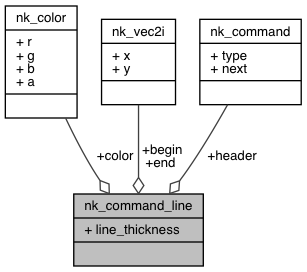 nk_color
+ r
+ g
+ b
+ a
nk_vec2i
+ x
+ y
nk_command
+ type
+ next
+color
+begin
+end
+header
nk_command_line
+ line_thickness